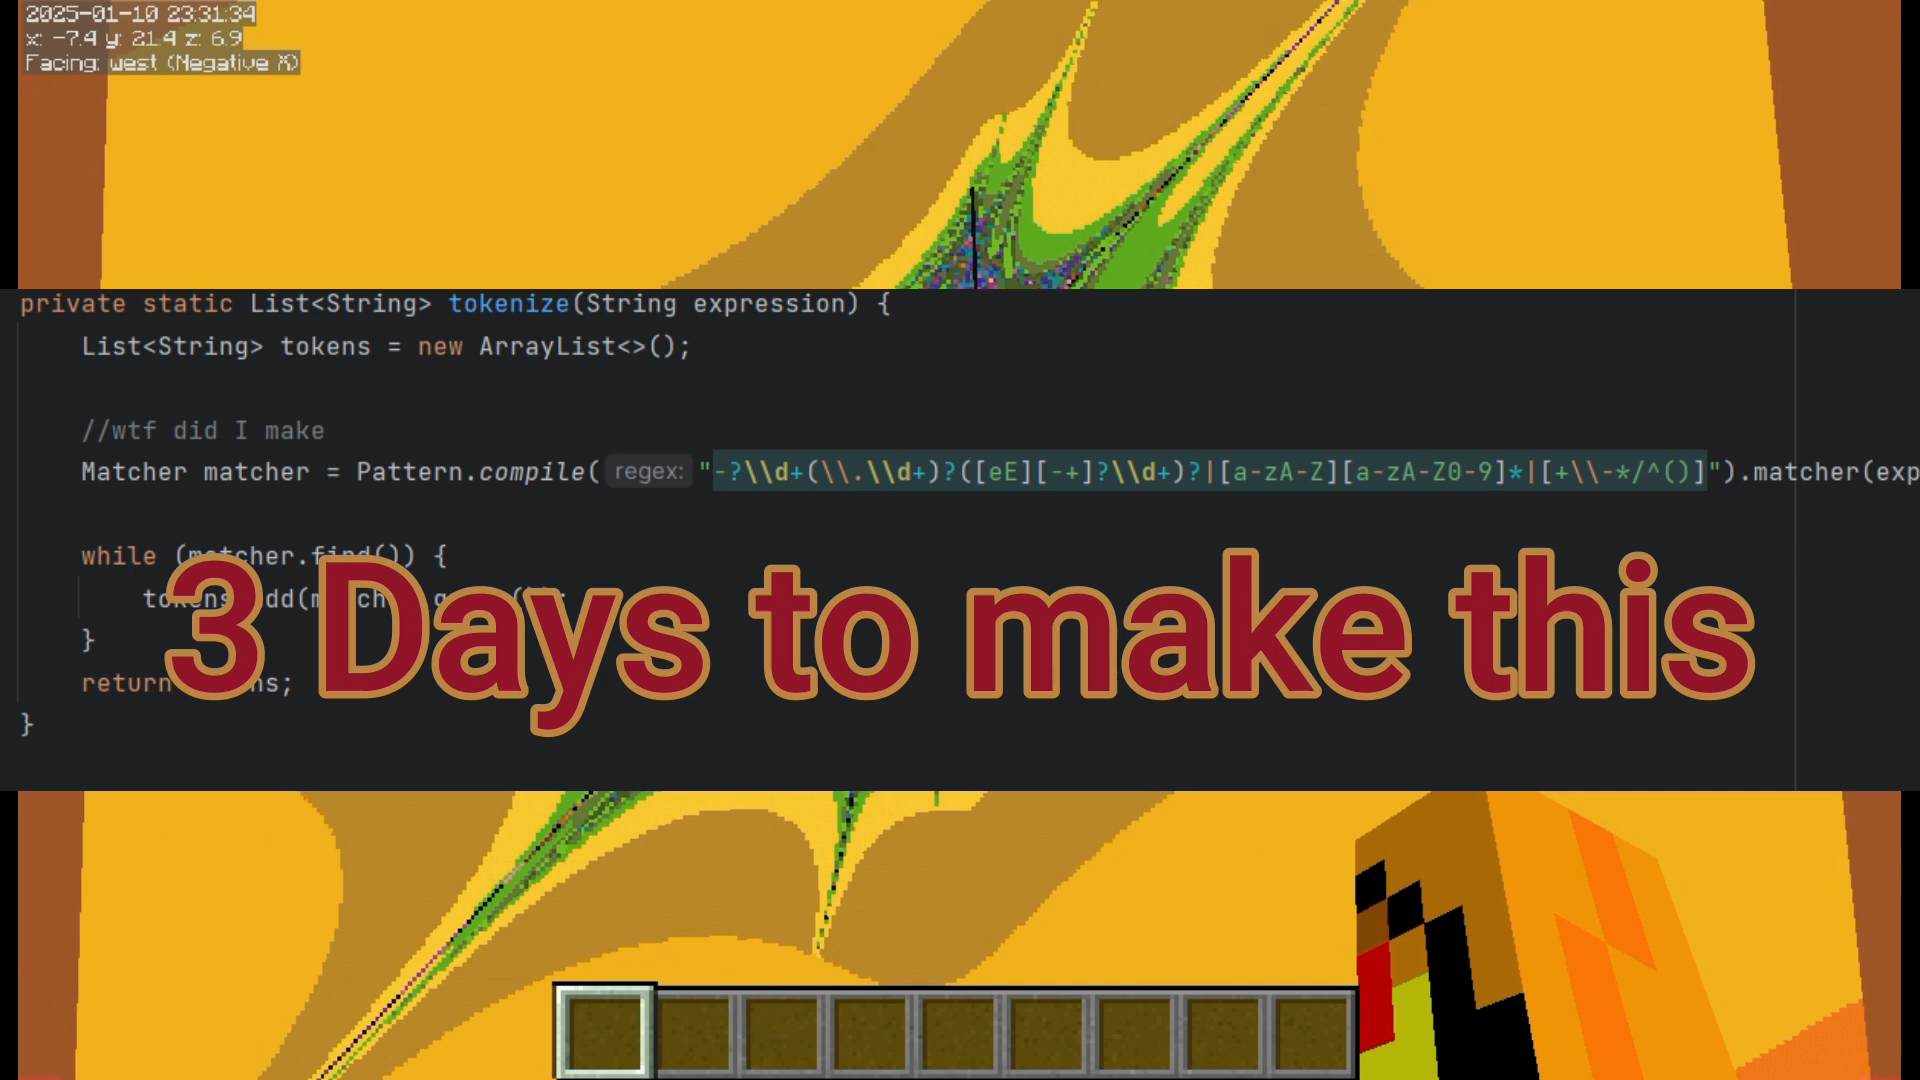 2025-01-10 23:31:34
x: -7.4 y: 21.4 z: 6.9
Facing: west (Negative X)
private static List<String> tokenize(String expression) {
List<String> tokens = new ArrayList<>();
//wtf did I make
Matcher matcher = Pattern.compile( regex: "-?\\d+(\\.\\d+)?([eE][-+]?\\d+)?|[a-zA-Z][a-zA-Z0-9]*|[+\\-*/^()]").matcher(exp
while (matcher.find()) {
}
return
}
3 Days to make this